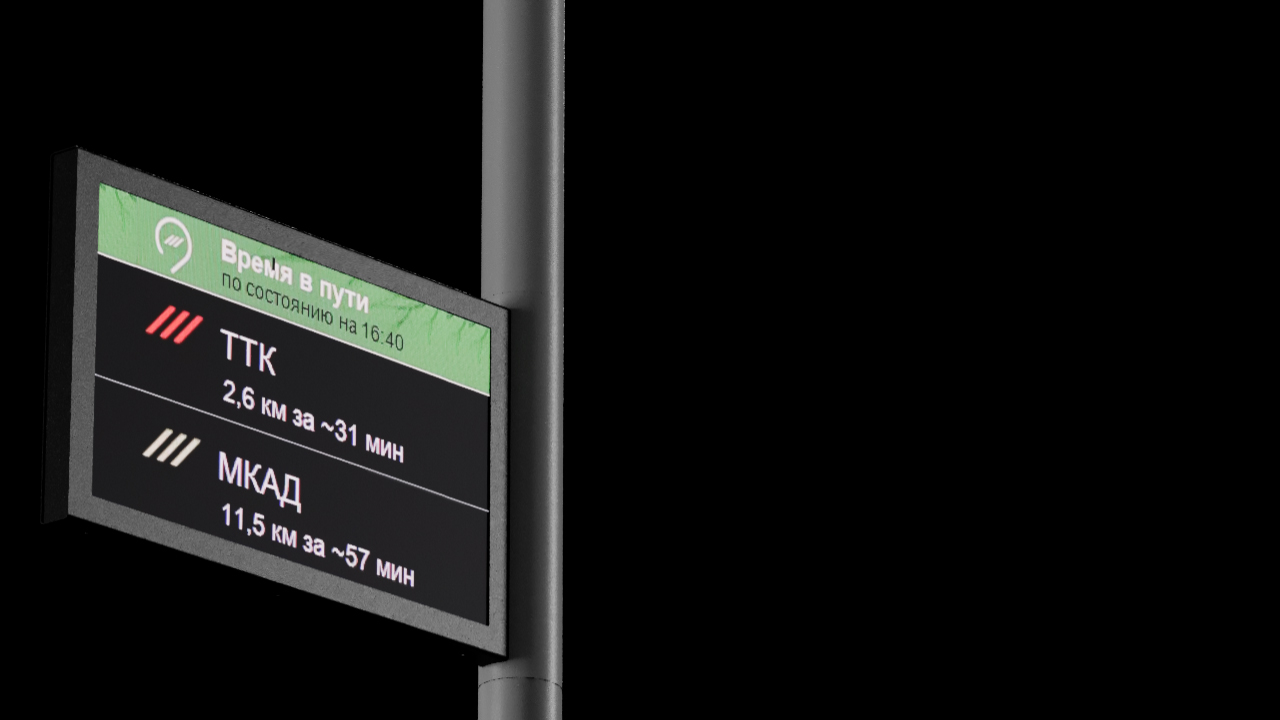 Время в пути
по состоянию на 16:40
ТТК
2,6 км за ~31 мин
МКАД
11,5 км за ~57 мин